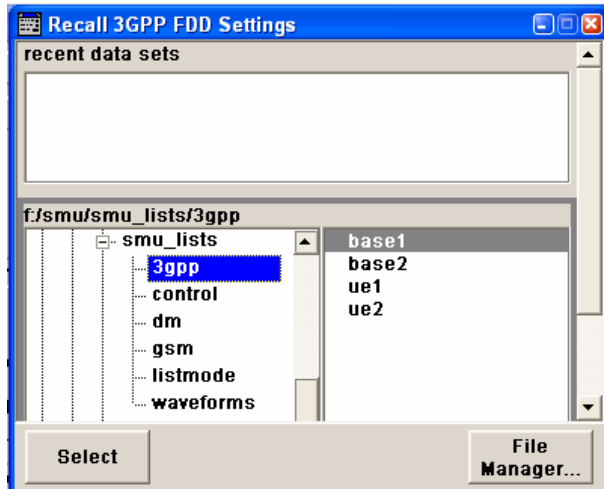 Recall 3GPP FDD Settings
recent data sets
f:/smu/smu_lists/3gpp
smu_lists
3gpp
control
dm
gsm
listmode
waveforms
base1
base2
ue1
ue2
Select
File
Manager...